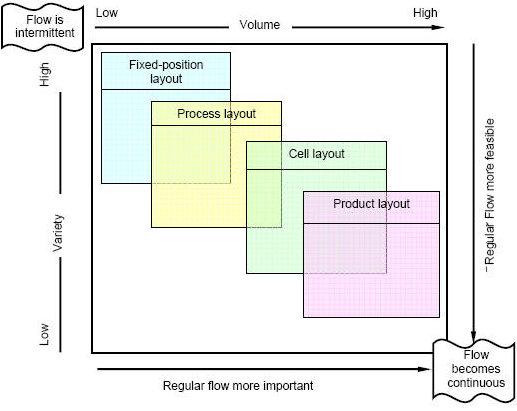 Flow is
intermittent
Low
Volume
High
High
Variety
Low
Fixed-position
layout
Process layout
Cell layout
Product layout
Regular Flow more feasible
Regular flow more important
Flow
becomes
continuous